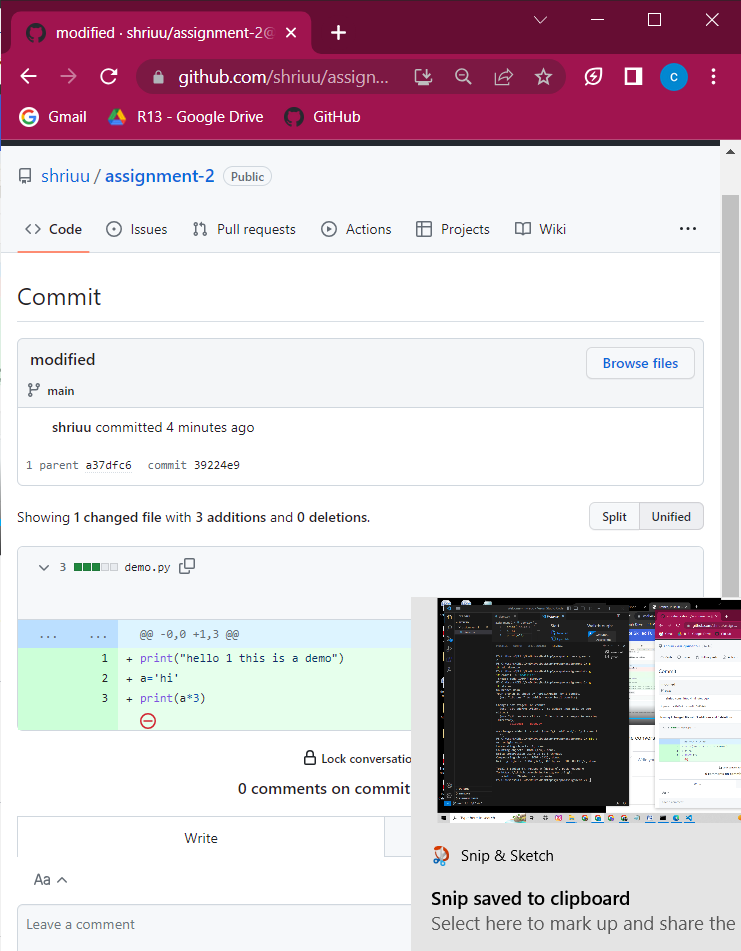 modified · shriuu/assignment-2@
github.com/shriuu/assign...
C
Gmail
R13 - Google Drive
GitHub
shriuu / assignment-2
Public
Code
Issues
Pull requests
Actions
Projects
Wiki
Commit
modified
Browse files
main
shriuu committed 4 minutes ago
1 parent a37dfc6 commit 39224e9
Showing 1 changed file with 3 additions and 0 deletions.
Split
Unified
3
demo.py
... ... @@ -0,0 +1,3 @@
1 + print("hello 1 this is a demo")
2 + a='hi'
3 + print(a*3)
Lock conversatio
0 comments on commit
Write
Aa
Leave a comment
Snip & Sketch
Snip saved to clipboard
Select here to mark up and share the